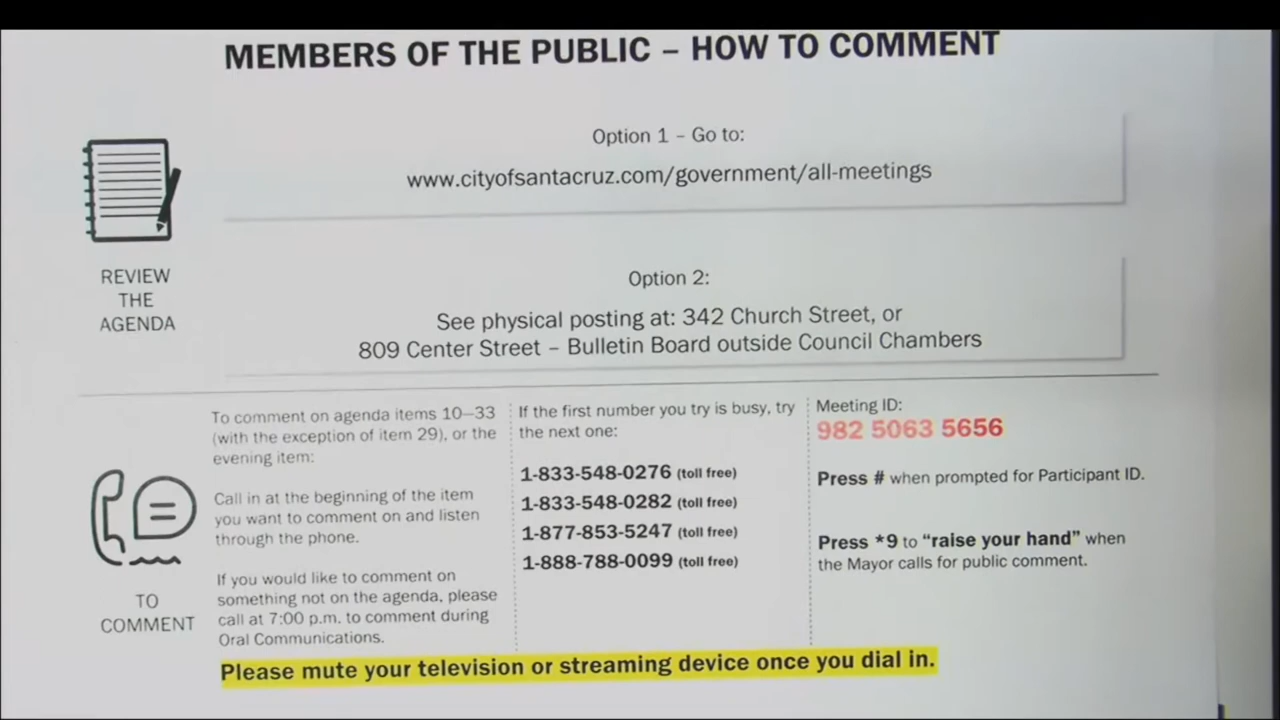 MEMBERS OF THE PUBLIC – HOW TO COMMENT
Option 1 – Go to:
www.cityofsantacruz.com/government/all-meetings
REVIEW
THE
AGENDA
Option 2:
See physical posting at: 342 Church Street, or
809 Center Street – Bulletin Board outside Council Chambers
To comment on agenda items 10–33
(with the exception of item 29), or the
evening item:
Call in at the beginning of the item
you want to comment on and listen
through the phone.
If you would like to comment on
something not on the agenda, please
call at 7:00 p.m. to comment during
Oral Communications.
TO
COMMENT
If the first number you try is busy, try
the next one:
1-833-548-0276 (toll free)
1-833-548-0282 (toll free)
1-877-853-5247 (toll free)
1-888-788-0099 (toll free)
Meeting ID:
982 5063 5656
Press # when prompted for Participant ID.
Press *9 to “raise your hand” when
the Mayor calls for public comment.
Please mute your television or streaming device once you dial in.